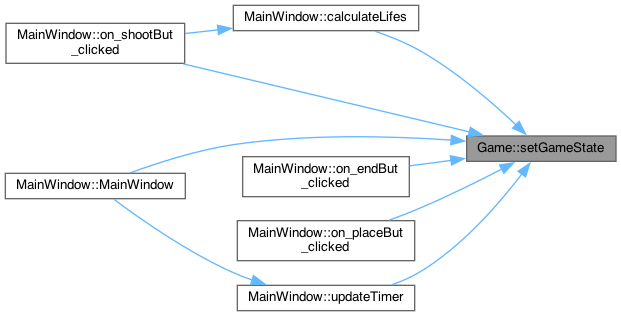 MainWindow::calculateLifes
MainWindow::on_shootBut
_clicked
Game::setGameState
MainWindow::on_endBut
_clicked
MainWindow::MainWindow
MainWindow::on_placeBut
_clicked
MainWindow::updateTimer